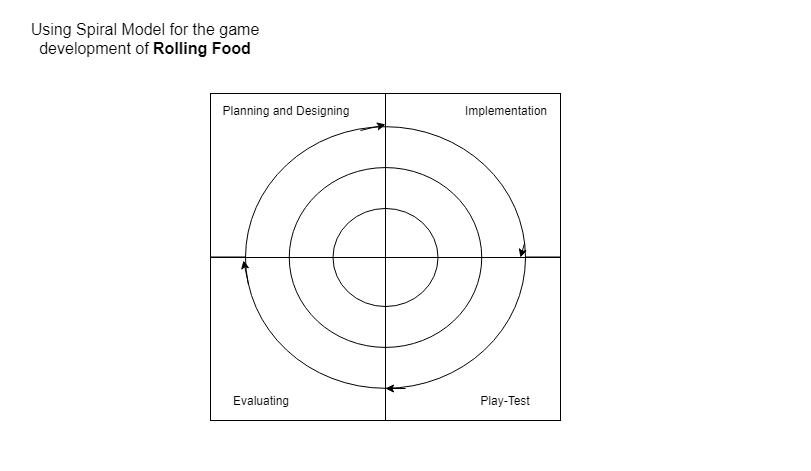 Using Spiral Model for the game
development of Rolling Food
Planning and Designing
Implementation
Evaluating
Play-Test